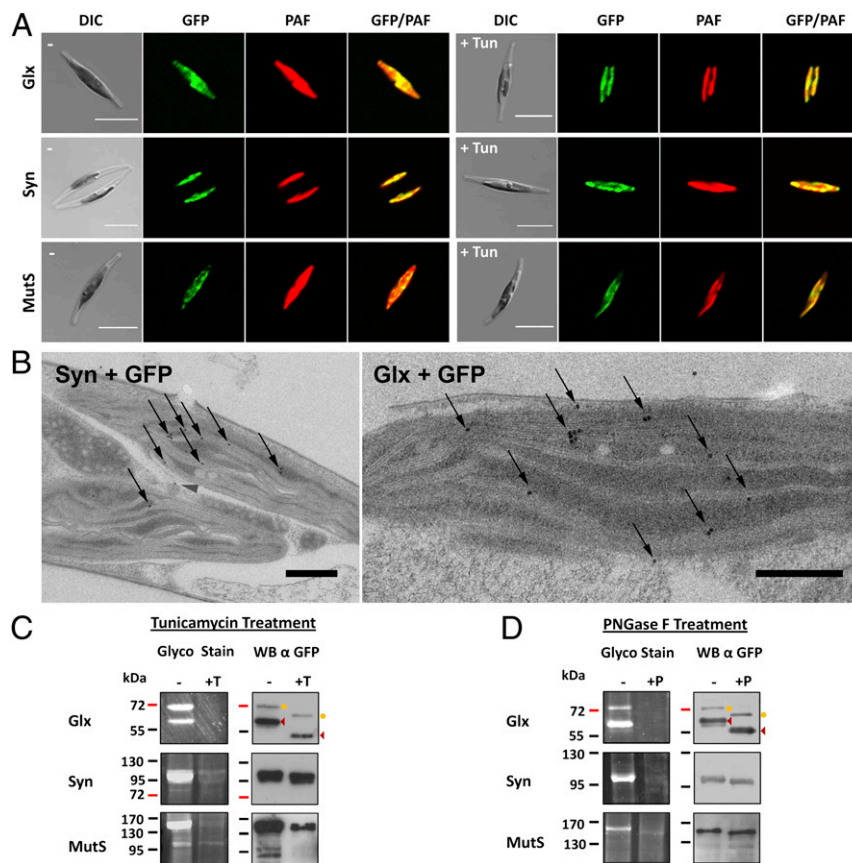 A
DIC GFP PAF GFP/PAF DIC GFP PAF GFP/PAF
Glx - + Tun
Syn - + Tun
MutS - + Tun
B
Syn + GFP Glx + GFP
C
Tunicamycin Treatment
Glyco Stain WB α GFP
kDa - +T - +T
Glx 72 55
Syn 130 95 72
MutS 170 130 95
D
PNGase F Treatment
Glyco Stain WB α GFP
kDa - +P - +P
Glx 72 55
Syn 130 95
MutS 170 130